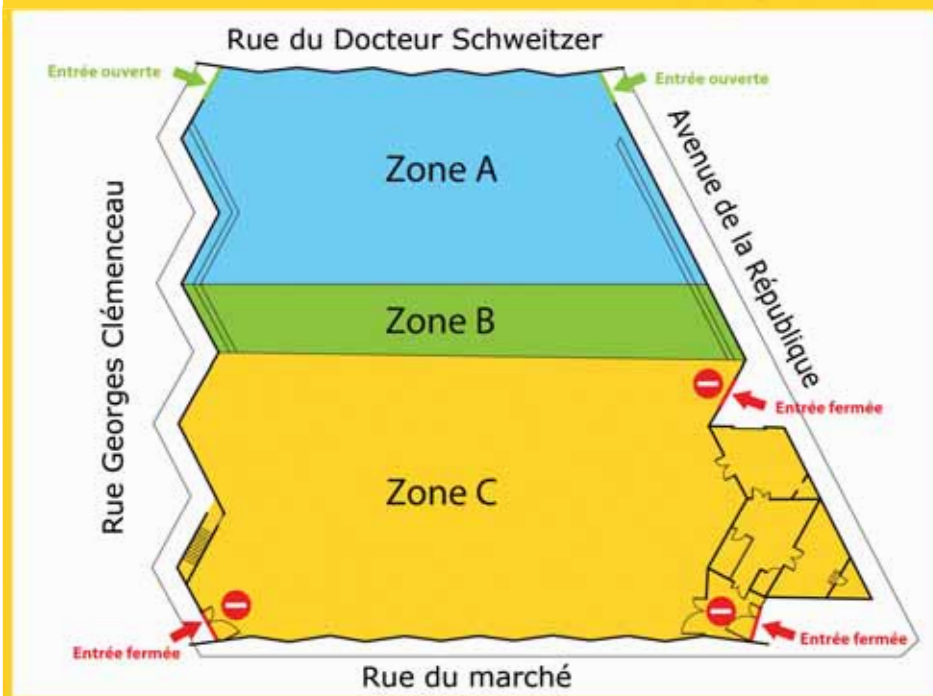 Rue du Docteur Schweitzer
Entrée ouverte
Entrée ouverte
Zone A
Avenue de la République
Rue Georges Clémenceau
Zone B
Entrée fermée
Zone C
Entrée fermée
Entrée fermée
Rue du marché